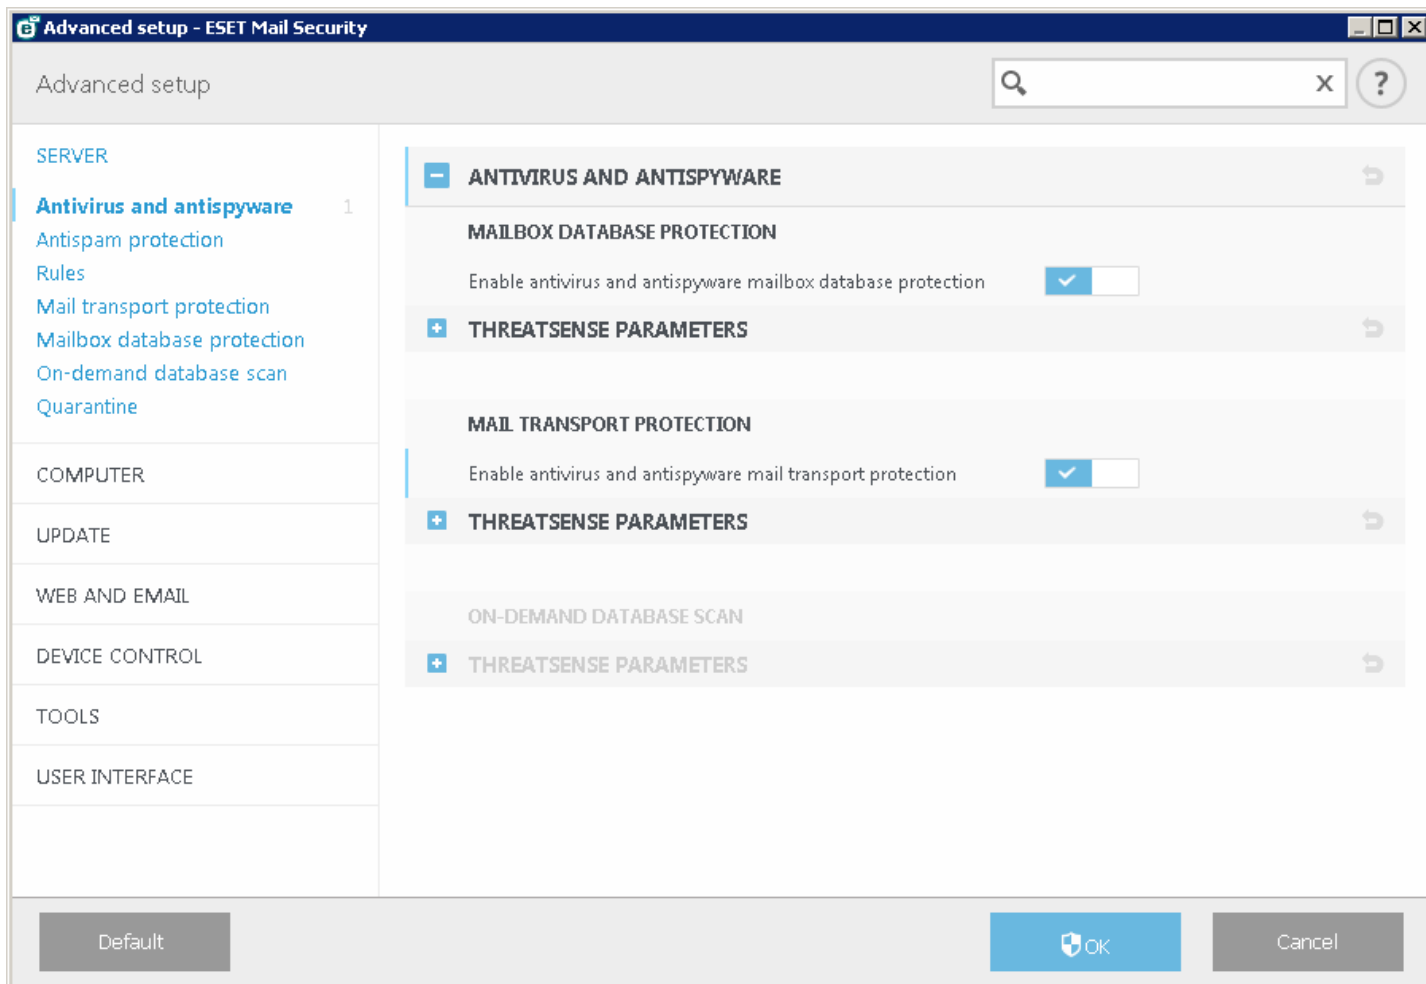 Advanced setup - ESET Mail Security
Advanced setup
?
SERVER
Antivirus and antispyware 1
Antispam protection
Rules
Mail transport protection
Mailbox database protection
On-demand database scan
Quarantine
COMPUTER
UPDATE
WEB AND EMAIL
DEVICE CONTROL
TOOLS
USER INTERFACE
ANTIVIRUS AND ANTISPYWARE
MAILBOX DATABASE PROTECTION
Enable antivirus and antispyware mailbox database protection
THREATSENSE PARAMETERS
MAIL TRANSPORT PROTECTION
Enable antivirus and antispyware mail transport protection
THREATSENSE PARAMETERS
ON-DEMAND DATABASE SCAN
THREATSENSE PARAMETERS
Default
OK
Cancel